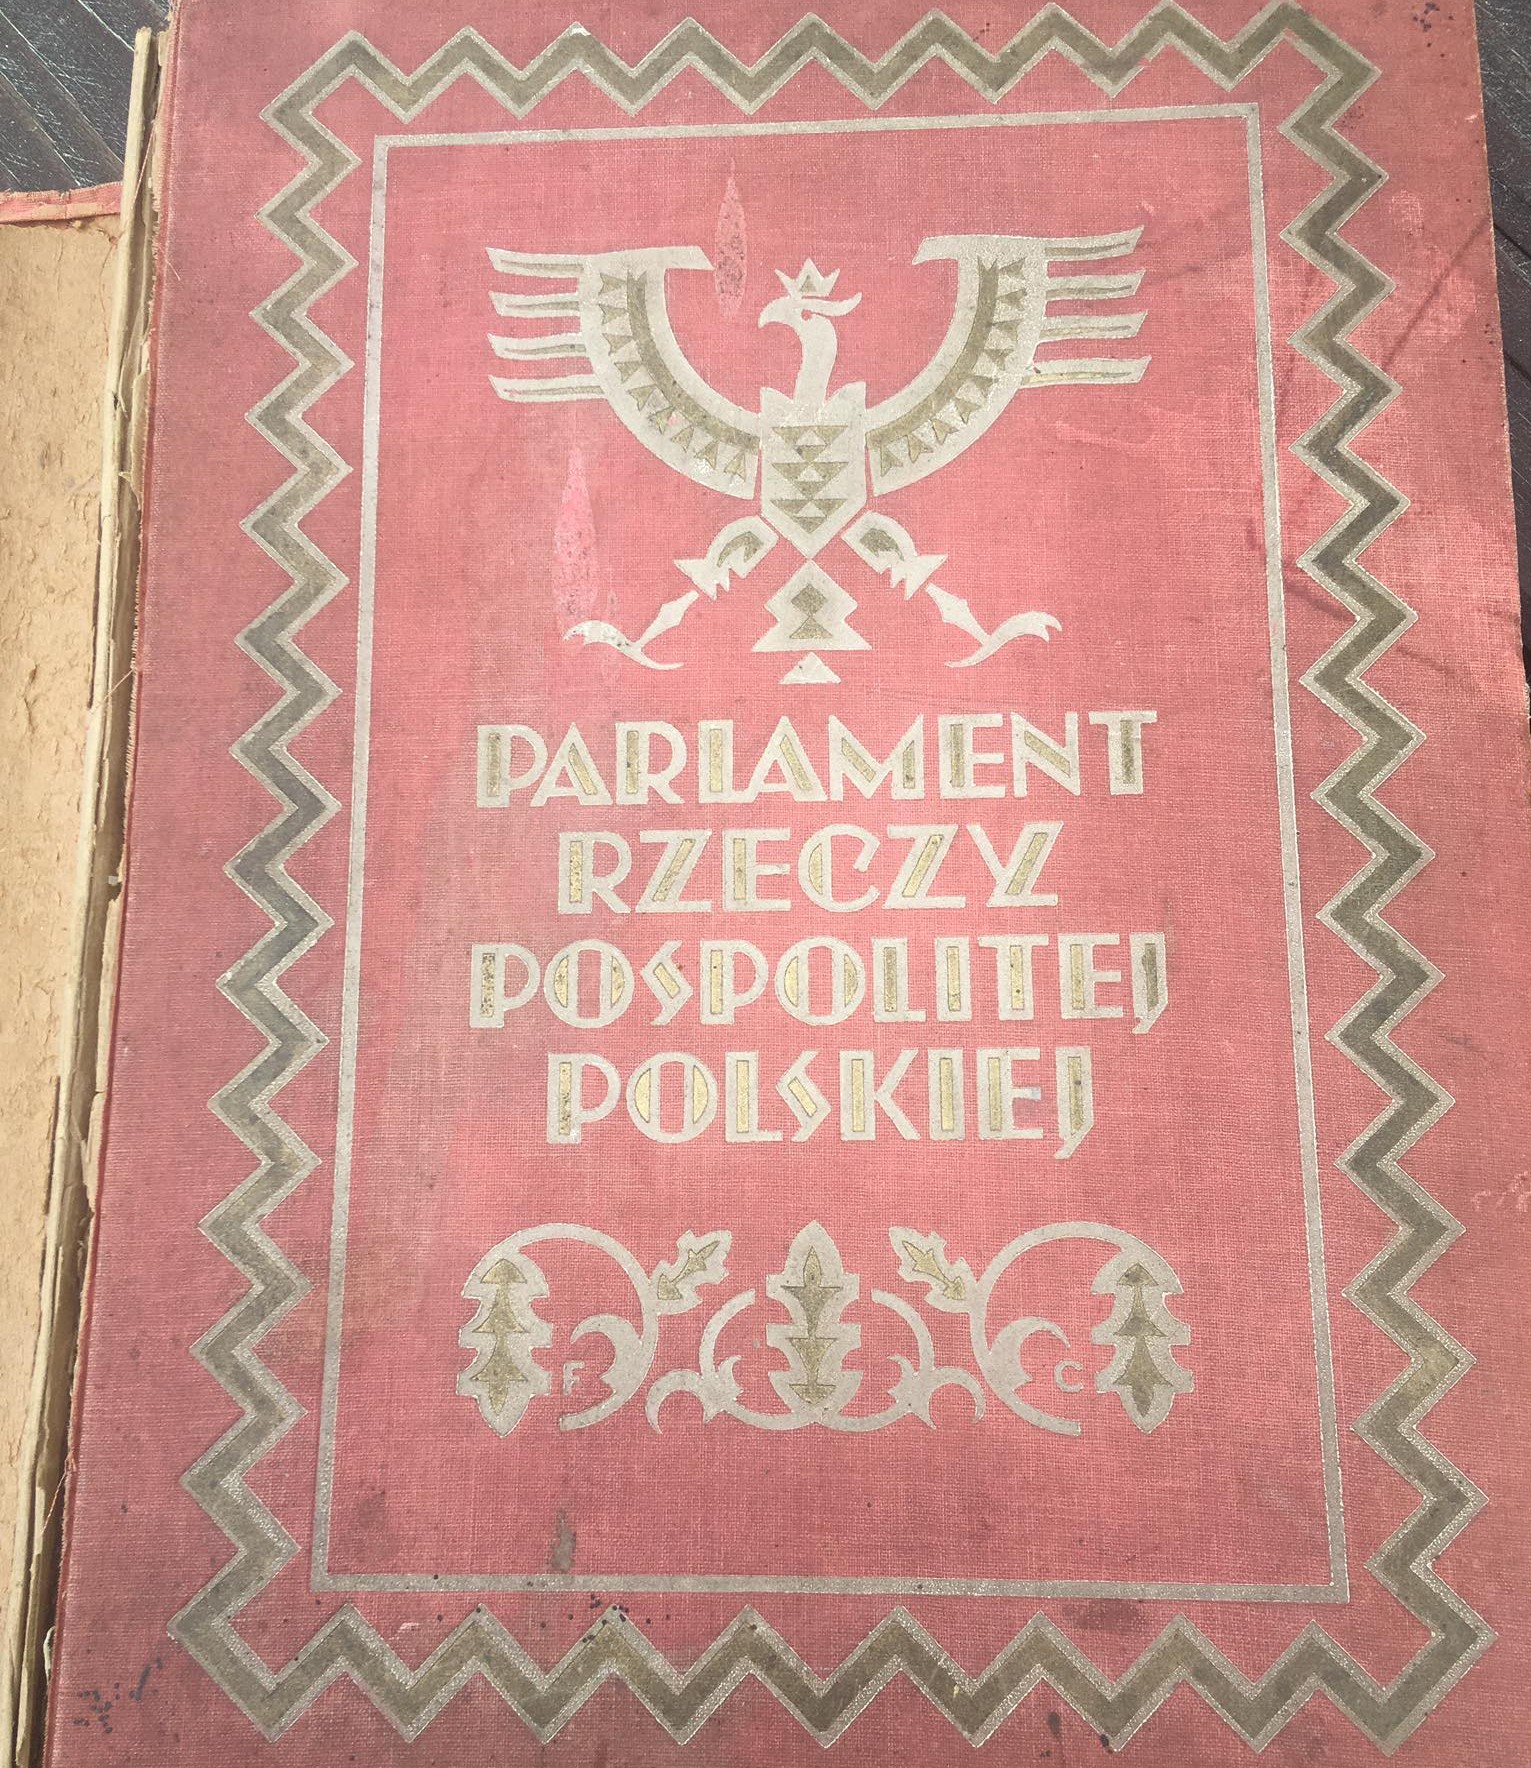 PARLAMENT
RZECZY
POSPOLITEJ
POLSKIEJ
F C